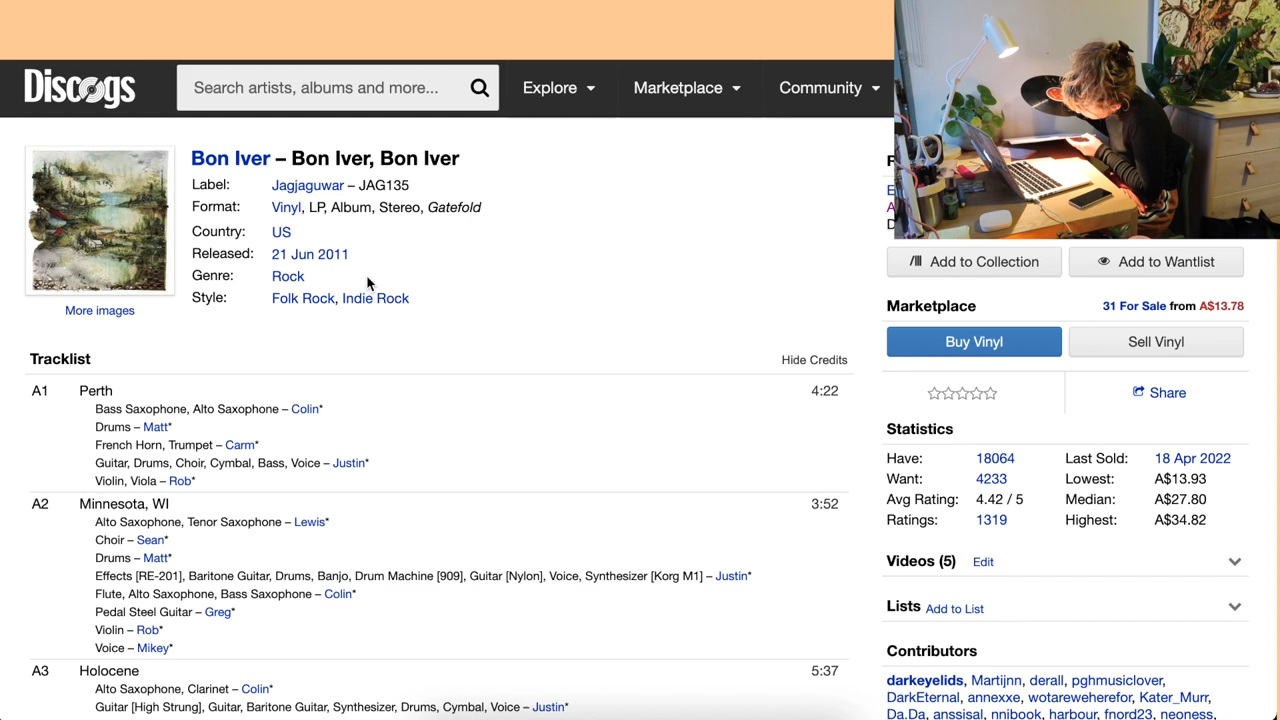 Discogs
Search artists, albums and more...
Explore
Marketplace
Community
Bon Iver – Bon Iver, Bon Iver
Label: Jagjaguwar – JAG135
Format: Vinyl, LP, Album, Stereo, Gatefold
Country: US
Released: 21 Jun 2011
Genre: Rock
Style: Folk Rock, Indie Rock
More images
Tracklist
Hide Credits
A1 Perth 4:22
Bass Saxophone, Alto Saxophone – Colin*
Drums – Matt*
French Horn, Trumpet – Carm*
Guitar, Drums, Choir, Cymbal, Bass, Voice – Justin*
Violin, Viola – Rob*
A2 Minnesota, WI 3:52
Alto Saxophone, Tenor Saxophone – Lewis*
Choir – Sean*
Drums – Matt*
Effects [RE-201], Baritone Guitar, Drums, Banjo, Drum Machine [909], Guitar [Nylon], Voice, Synthesizer [Korg M1] – Justin*
Flute, Alto Saxophone, Bass Saxophone – Colin*
Pedal Steel Guitar – Greg*
Violin – Rob*
Voice – Mikey*
A3 Holocene 5:37
Alto Saxophone, Clarinet – Colin*
Guitar [High Strung], Guitar, Baritone Guitar, Synthesizer, Drums, Cymbal, Voice – Justin*
Add to Collection
Add to Wantlist
Marketplace
31 For Sale from A$13.78
Buy Vinyl
Sell Vinyl
Share
Statistics
Have: 18064
Last Sold: 18 Apr 2022
Want: 4233
Lowest: A$13.93
Avg Rating: 4.42 / 5
Median: A$27.80
Ratings: 1319
Highest: A$34.82
Videos (5) Edit
Lists Add to List
Contributors
darkeyelids, Martijnn, derall, pghmusiclover,
DarkEternal, annexxe, wotareweherefor, Kater_Murr,
Da.Da, anssisal, nnibook, harbour, fnord23, neoness,